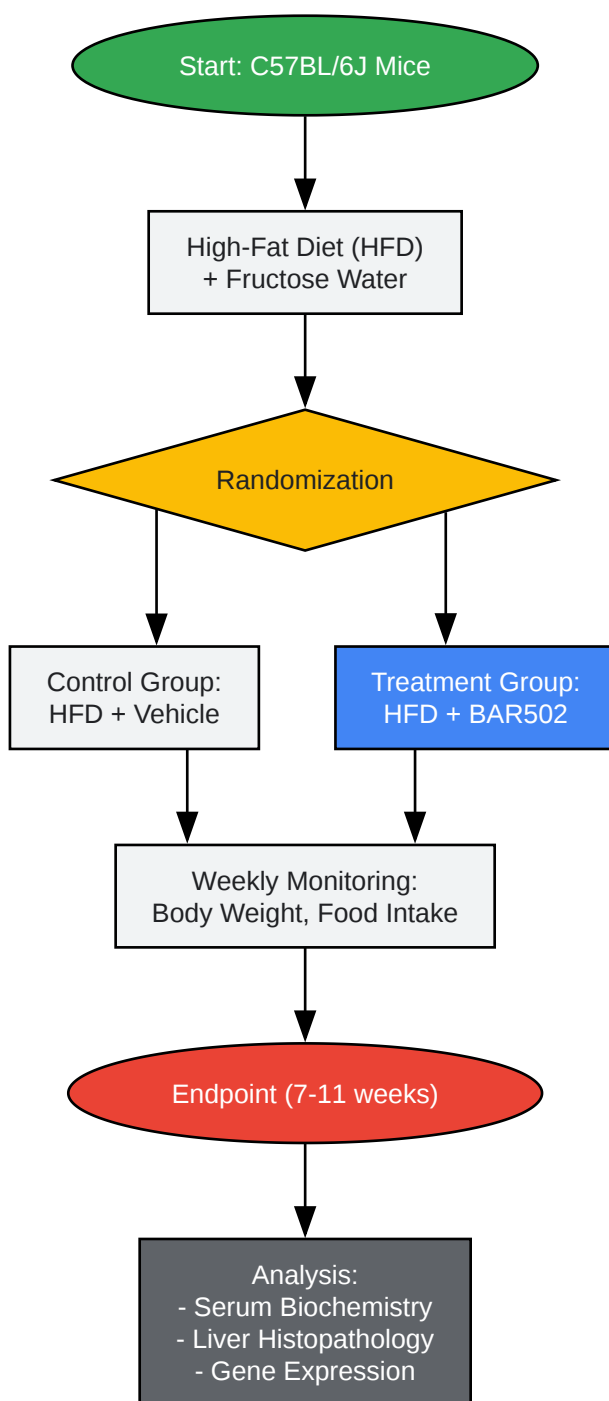 Start: C57BL/6J Mice
High-Fat Diet (HFD)
+ Fructose Water
Randomization
Control Group:
HFD + Vehicle
Treatment Group:
HFD + BAR502
Weekly Monitoring:
Body Weight, Food Intake
Endpoint (7-11 weeks)
Analysis:
- Serum Biochemistry
- Liver Histopathology
- Gene Expression